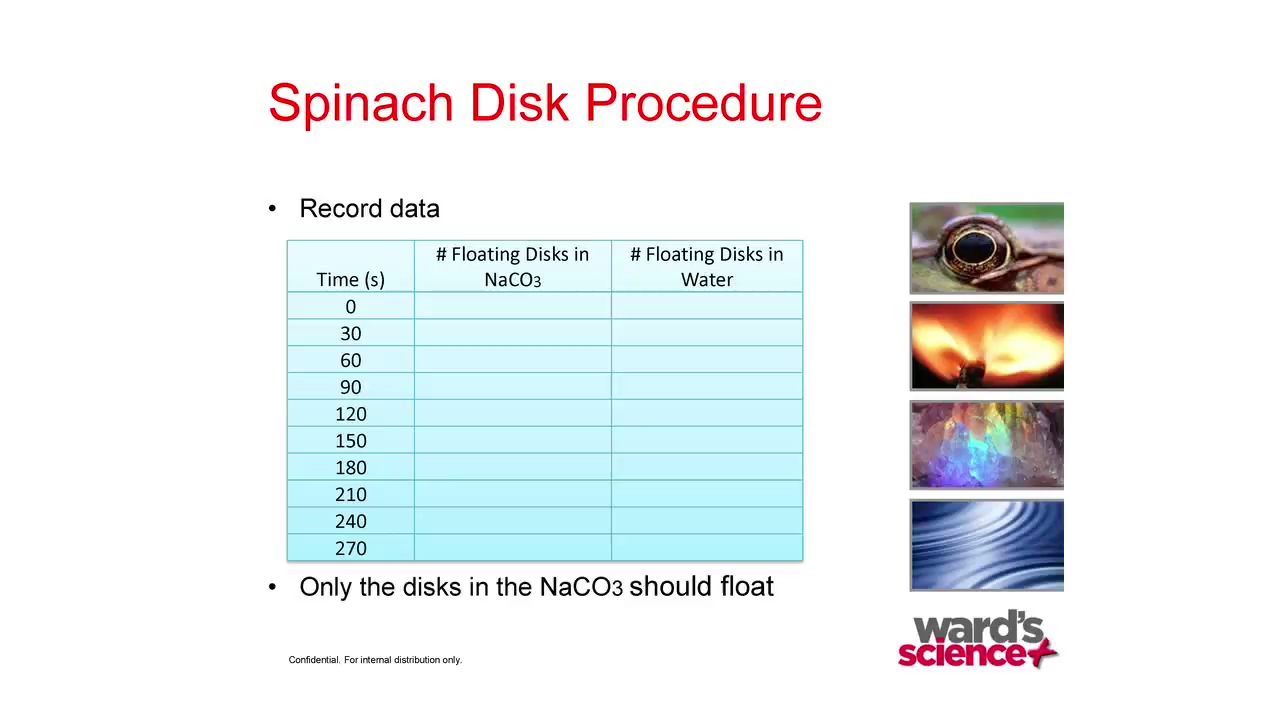 Spinach Disk Procedure
• Record data
Time (s) # Floating Disks in NaCO3 # Floating Disks in Water
0
30
60
90
120
150
180
210
240
270
• Only the disks in the NaCO3 should float
Confidential. For internal distribution only.
ward's
science+